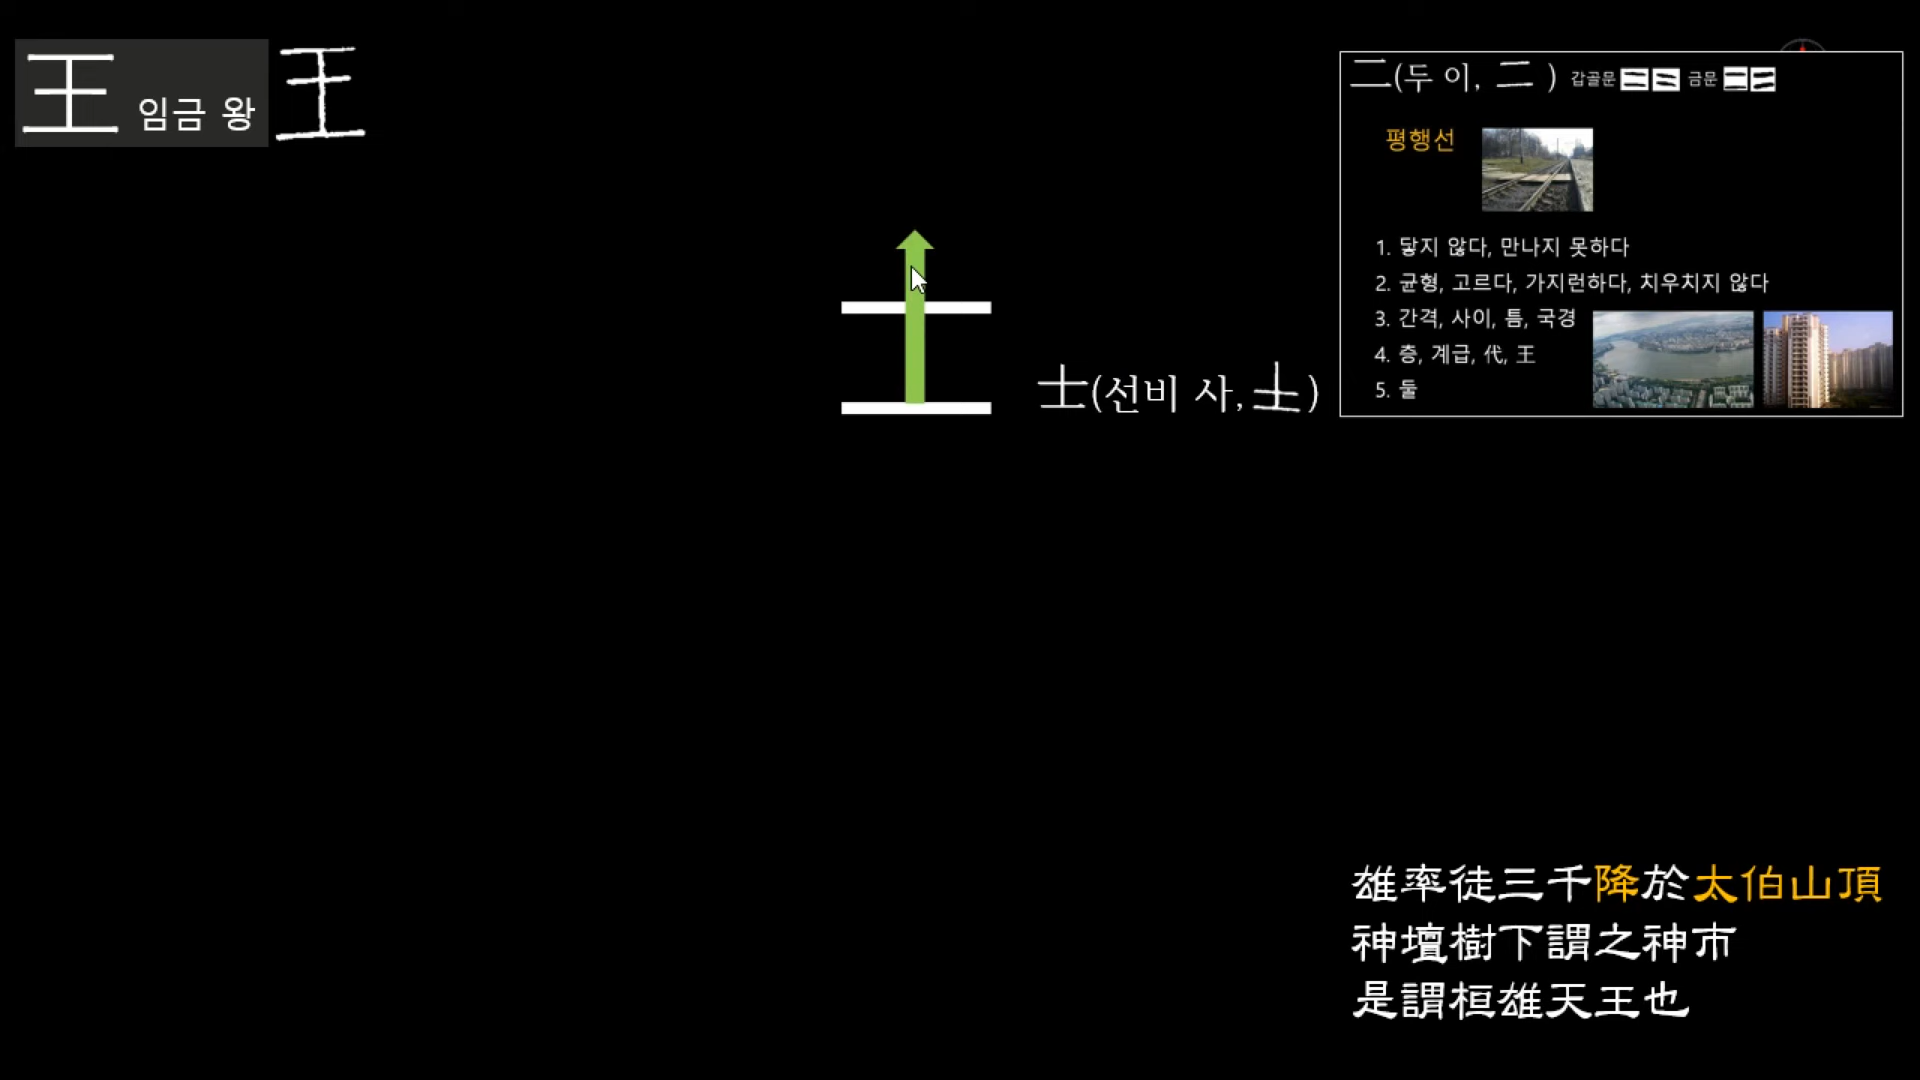 王 임금 왕 王
士(선비 사, 士)
二(두 이, 二) 갑골문 二 二 금문 二 二
평행선
1. 닿지 않다, 만나지 못하다
2. 균형, 고르다, 가지런하다, 치우치지 않다
3. 간격, 사이, 틈, 국경
4. 층, 계급, 代, 王
5. 둘
雄率徒三千降於太伯山頂
神壇樹下謂之神市
是謂桓雄天王也